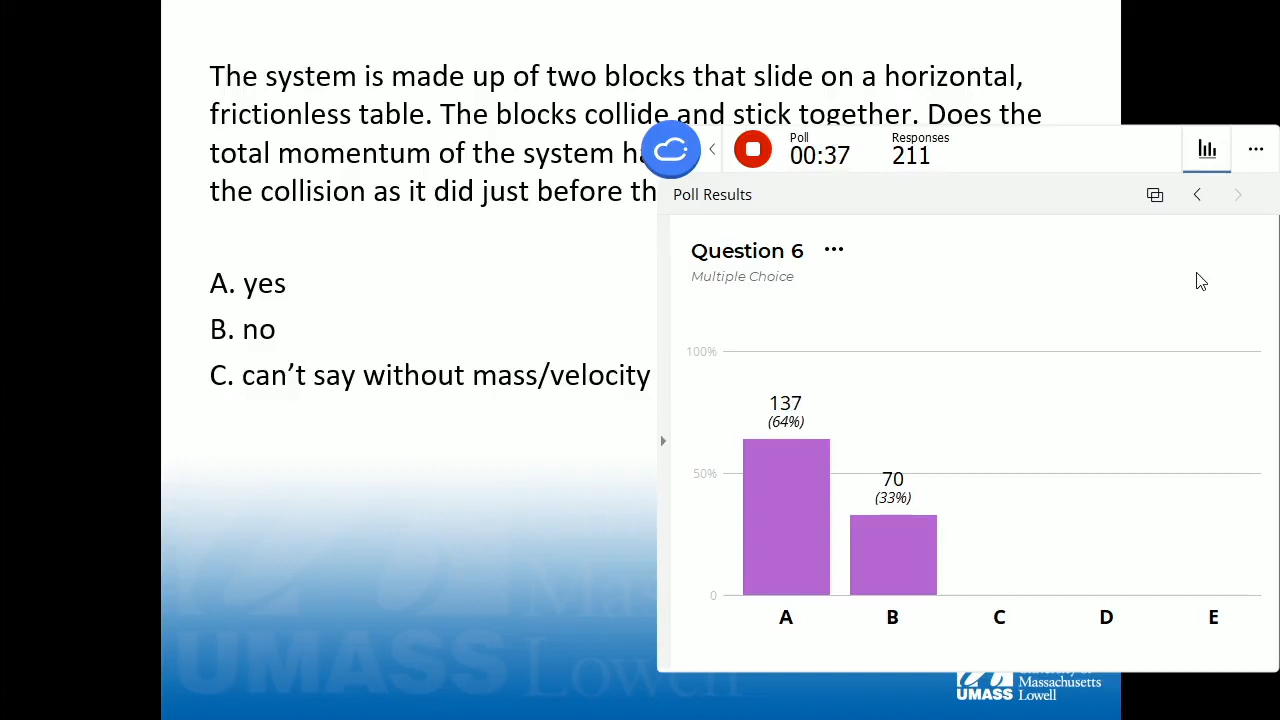 The system is made up of two blocks that slide on a horizontal,
frictionless table. The blocks collide and stick together. Does the
total momentum of the system
the collision as it did just before
A. yes
B. no
C. can’t say without mass/velocity
Poll
00:37
Responses
211
Poll Results
Question 6
Multiple Choice
100%
50%
0
137
(64%)
70
(33%)
A
B
C
D
E
UMASS
Lowell
Massachusetts
UMASS Lowell